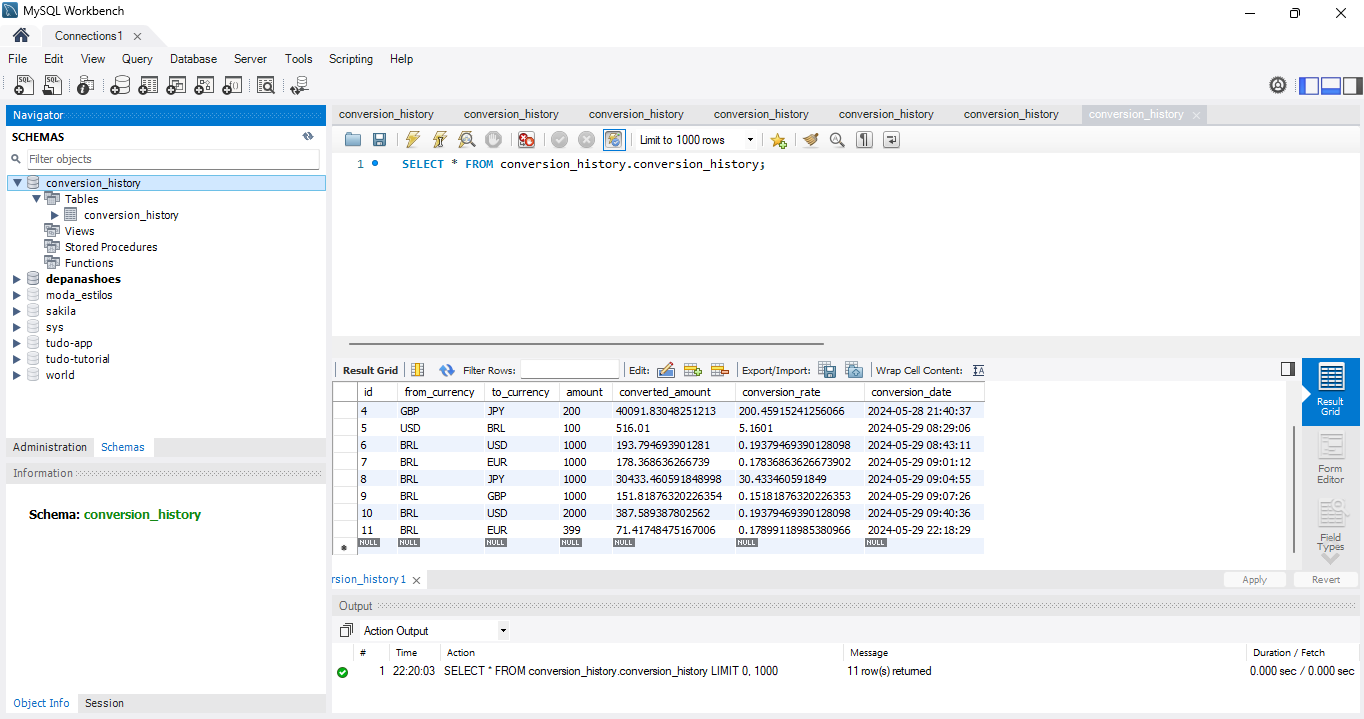 MySQL Workbench
Connections1
File Edit View Query Database Server Tools Scripting Help
Navigator
SCHEMAS
Filter objects
conversion_history
Tables
conversion_history
Views
Stored Procedures
Functions
depanashoes
moda_estilos
sakila
sys
tudo-app
tudo-tutorial
world
Administration Schemas
Information
Schema: conversion_history
Object Info Session
conversion_history conversion_history conversion_history conversion_history conversion_history conversion_history conversion_history
Limit to 1000 rows
1 SELECT * FROM conversion_history.conversion_history;
Result Grid Filter Rows: Edit: Export/Import: Wrap Cell Content:
id from_currency to_currency amount converted_amount conversion_rate conversion_date
4 GBP JPY 200 40091.83048251213 200.45915241256066 2024-05-28 21:40:37
5 USD BRL 100 516.01 5.1601 2024-05-29 08:29:06
6 BRL USD 1000 193.794693901281 0.19379469390128098 2024-05-29 08:43:11
7 BRL EUR 1000 178.368636266739 0.17836863626673902 2024-05-29 09:01:12
8 BRL JPY 1000 30433.460591848998 30.433460591849 2024-05-29 09:04:55
9 BRL GBP 1000 151.81876320226354 0.15181876320226353 2024-05-29 09:07:26
10 BRL USD 2000 387.589387802562 0.19379469390128098 2024-05-29 09:40:36
11 BRL EUR 399 71.41748475167006 0.17899118985380966 2024-05-29 22:18:29
NULL NULL NULL NULL NULL NULL NULL
Result
Grid
Form
Editor
Field
Types
rsion_history 1
Apply Revert
Output
Action Output
# Time Action Message Duration / Fetch
1 22:20:03 SELECT * FROM conversion_history.conversion_history LIMIT 0, 1000 11 row(s) returned 0.000 sec / 0.000 sec